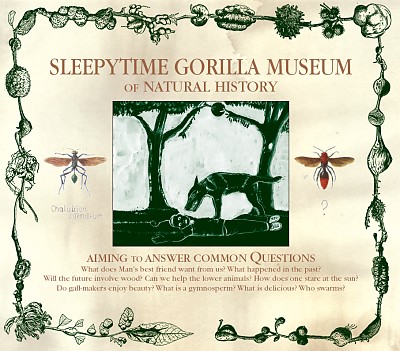 SLEEPYTIME GORILLA MUSEUM
OF NATURAL HISTORY
?
AIMING TO ANSWER COMMON QUESTIONS
What does Man's best friend want from us? What happened in the past?
Will the future involve wood? Can we help the lower animals? How does one stare at the sun?
Do gall-makers enjoy beauty? What is a gymnosperm? What is delicious? Who swarms?